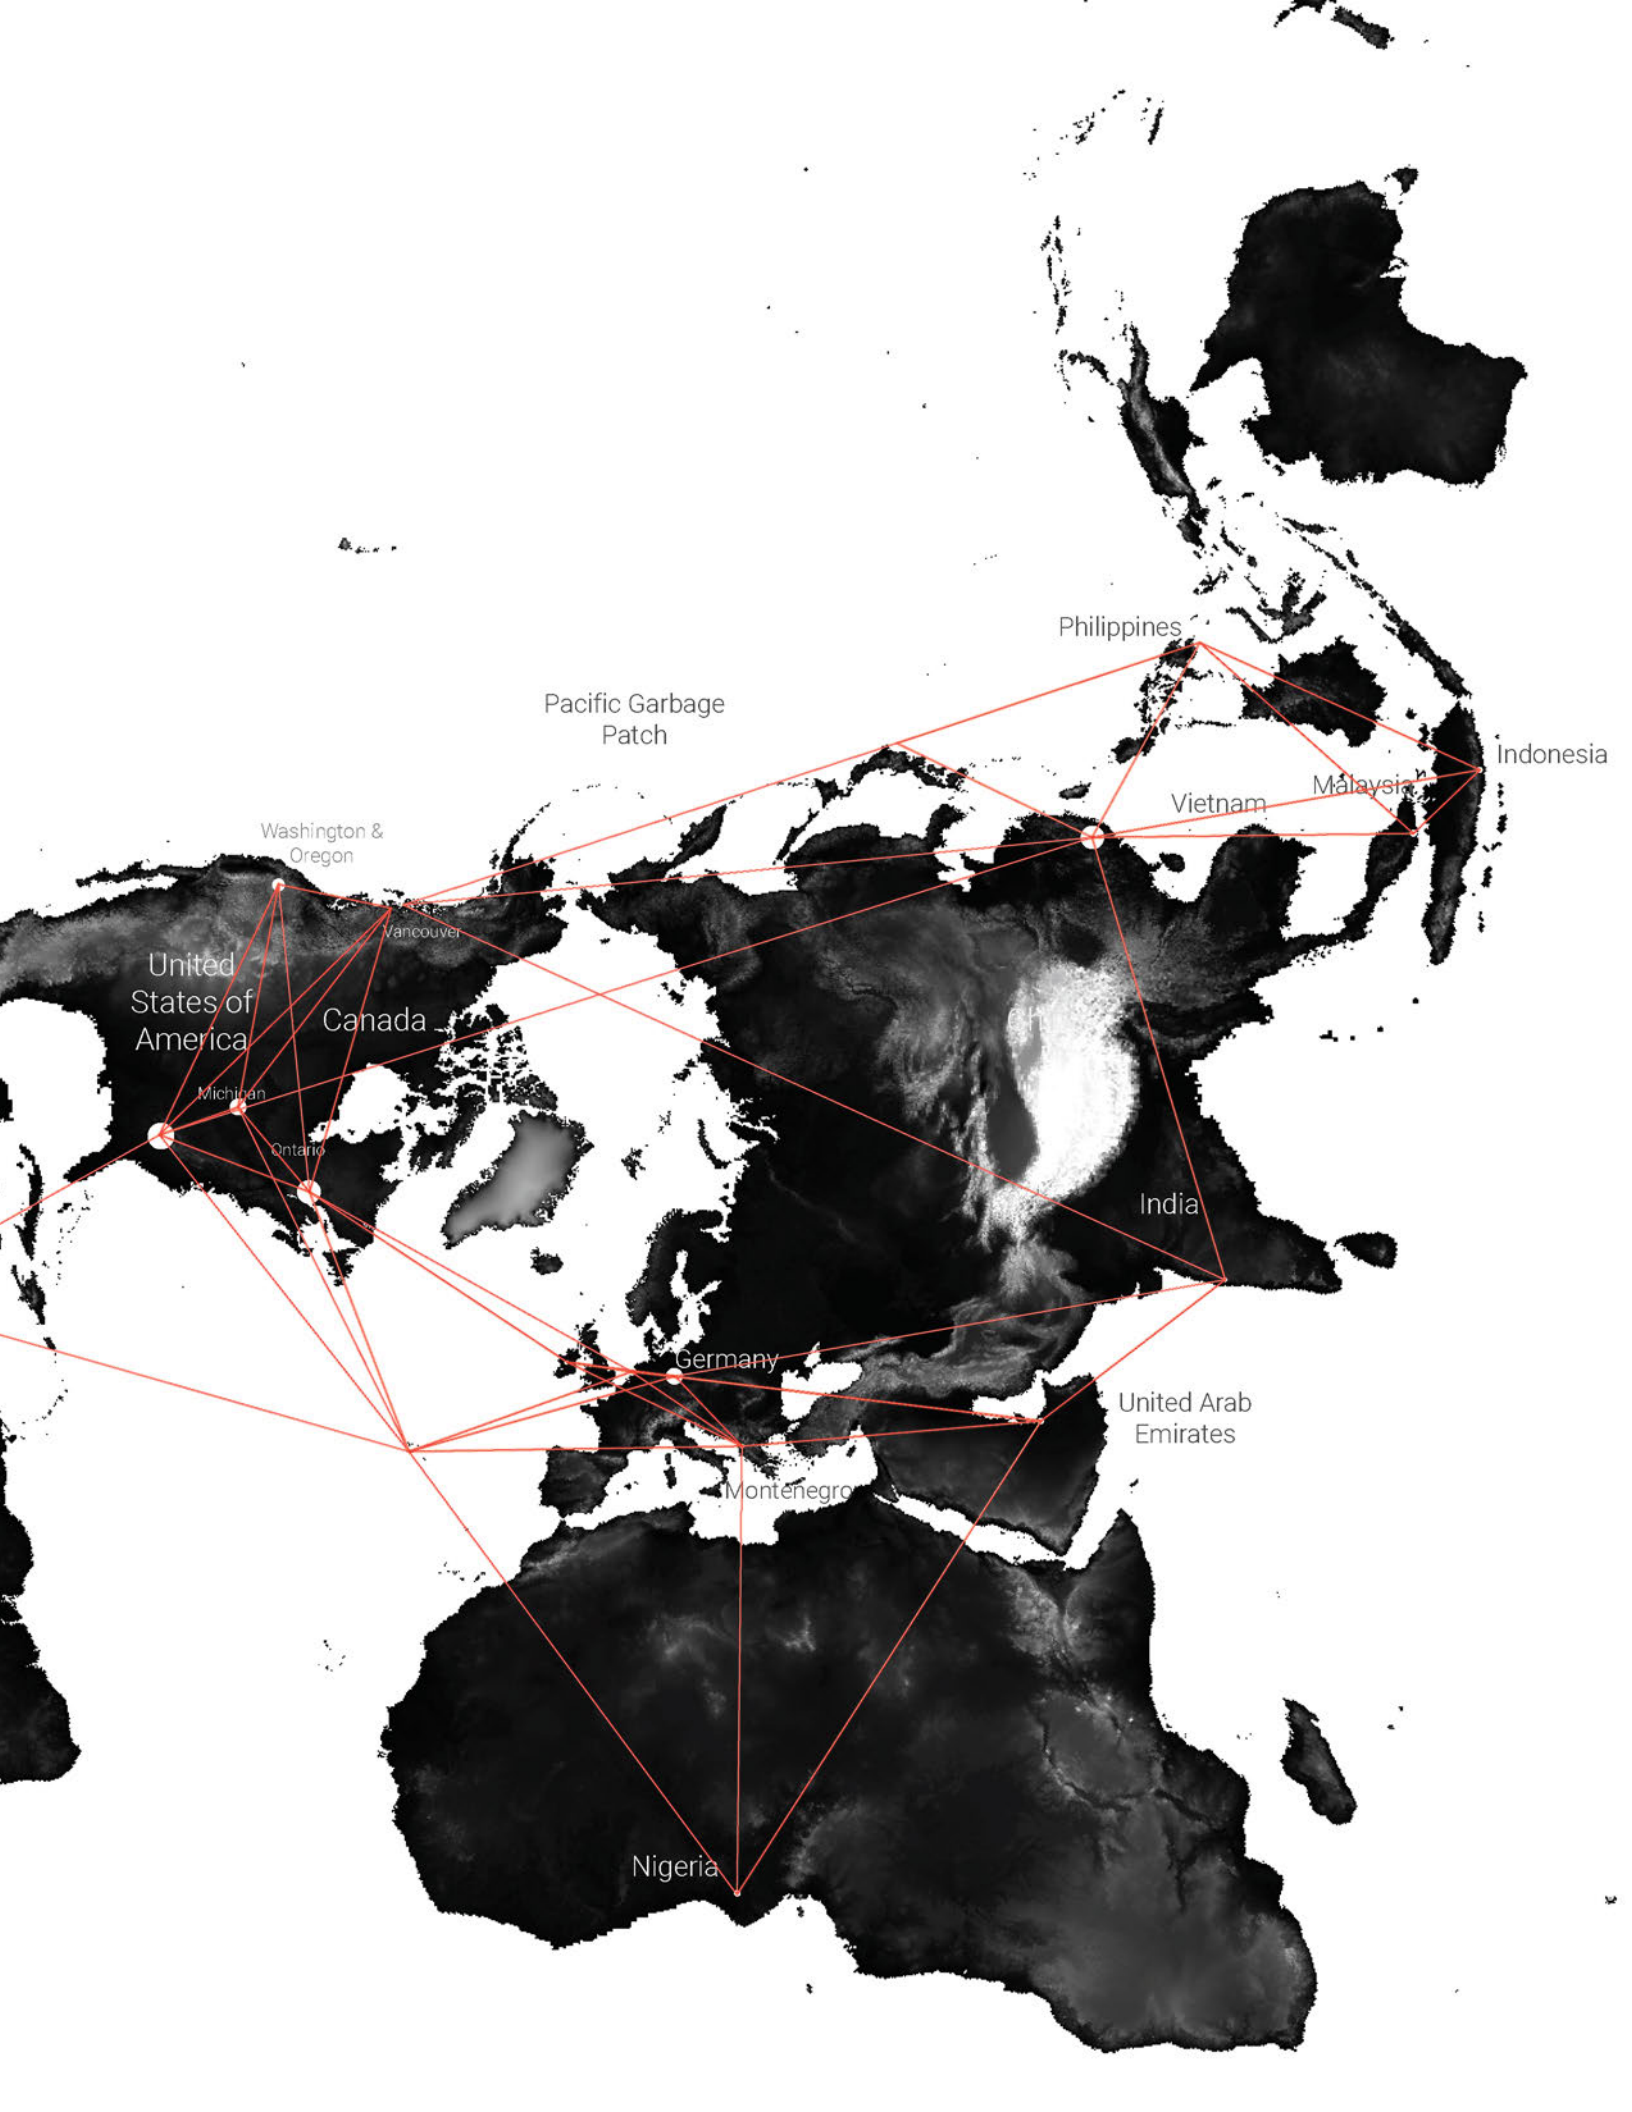 Philippines
Pacific Garbage
Patch
Indonesia
Malaysia
Vietnam
Washington &
Oregon
Vancouver
United
States of
America
Canada
Michigan
Ontario
India
Germany
United Arab
Emirates
Montenegro
Nigeria